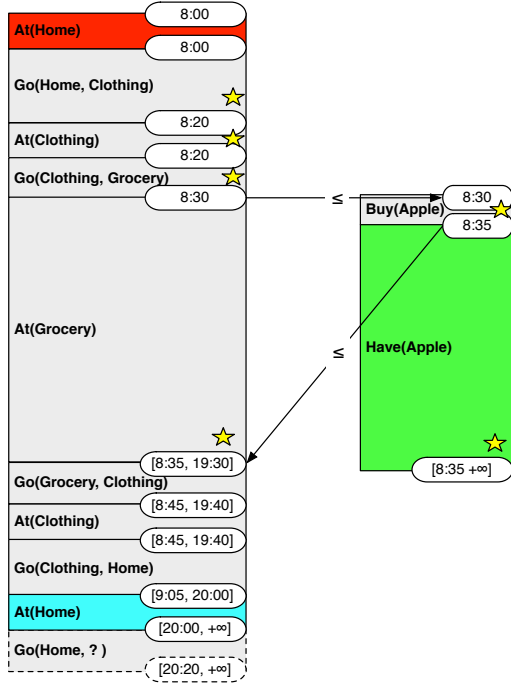 8:00
At(Home)
8:00
Go(Home, Clothing)
8:20
At(Clothing)
8:20
Go(Clothing, Grocery)
8:30
≤
8:30
Buy(Apple)
8:35
At(Grocery)
≤
Have(Apple)
[8:35, 19:30]
[8:35 +∞]
Go(Grocery, Clothing)
[8:45, 19:40]
At(Clothing)
[8:45, 19:40]
Go(Clothing, Home)
[9:05, 20:00]
At(Home)
[20:00, +∞]
Go(Home, ? )
[20:20, +∞]